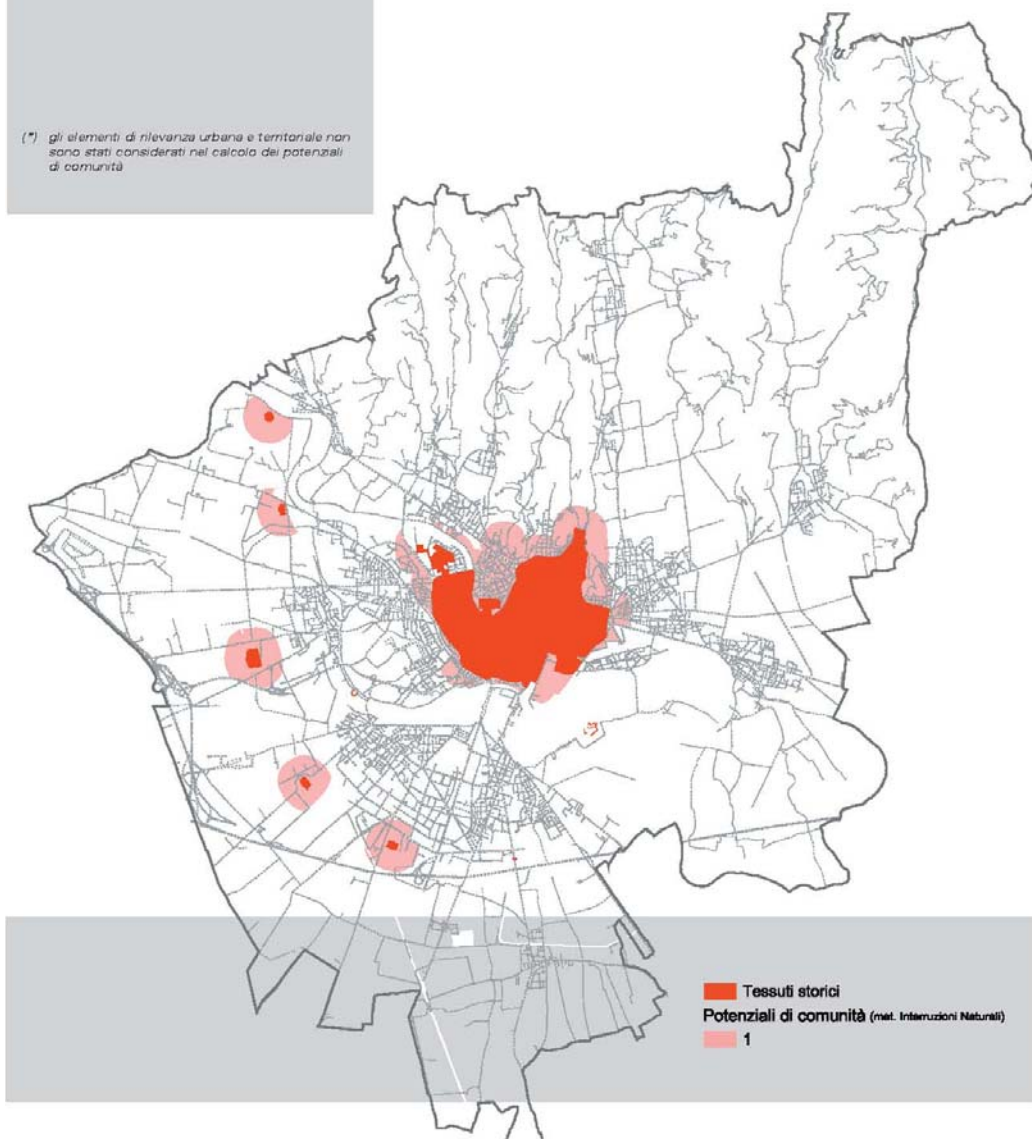 (*) gli elementi di rilevanza urbana e territoriale non
sono stati considerati nel calcolo dei potenziali
di comunità
Tessuti storici
Potenziali di comunità (met. Interruzioni Naturali)
1